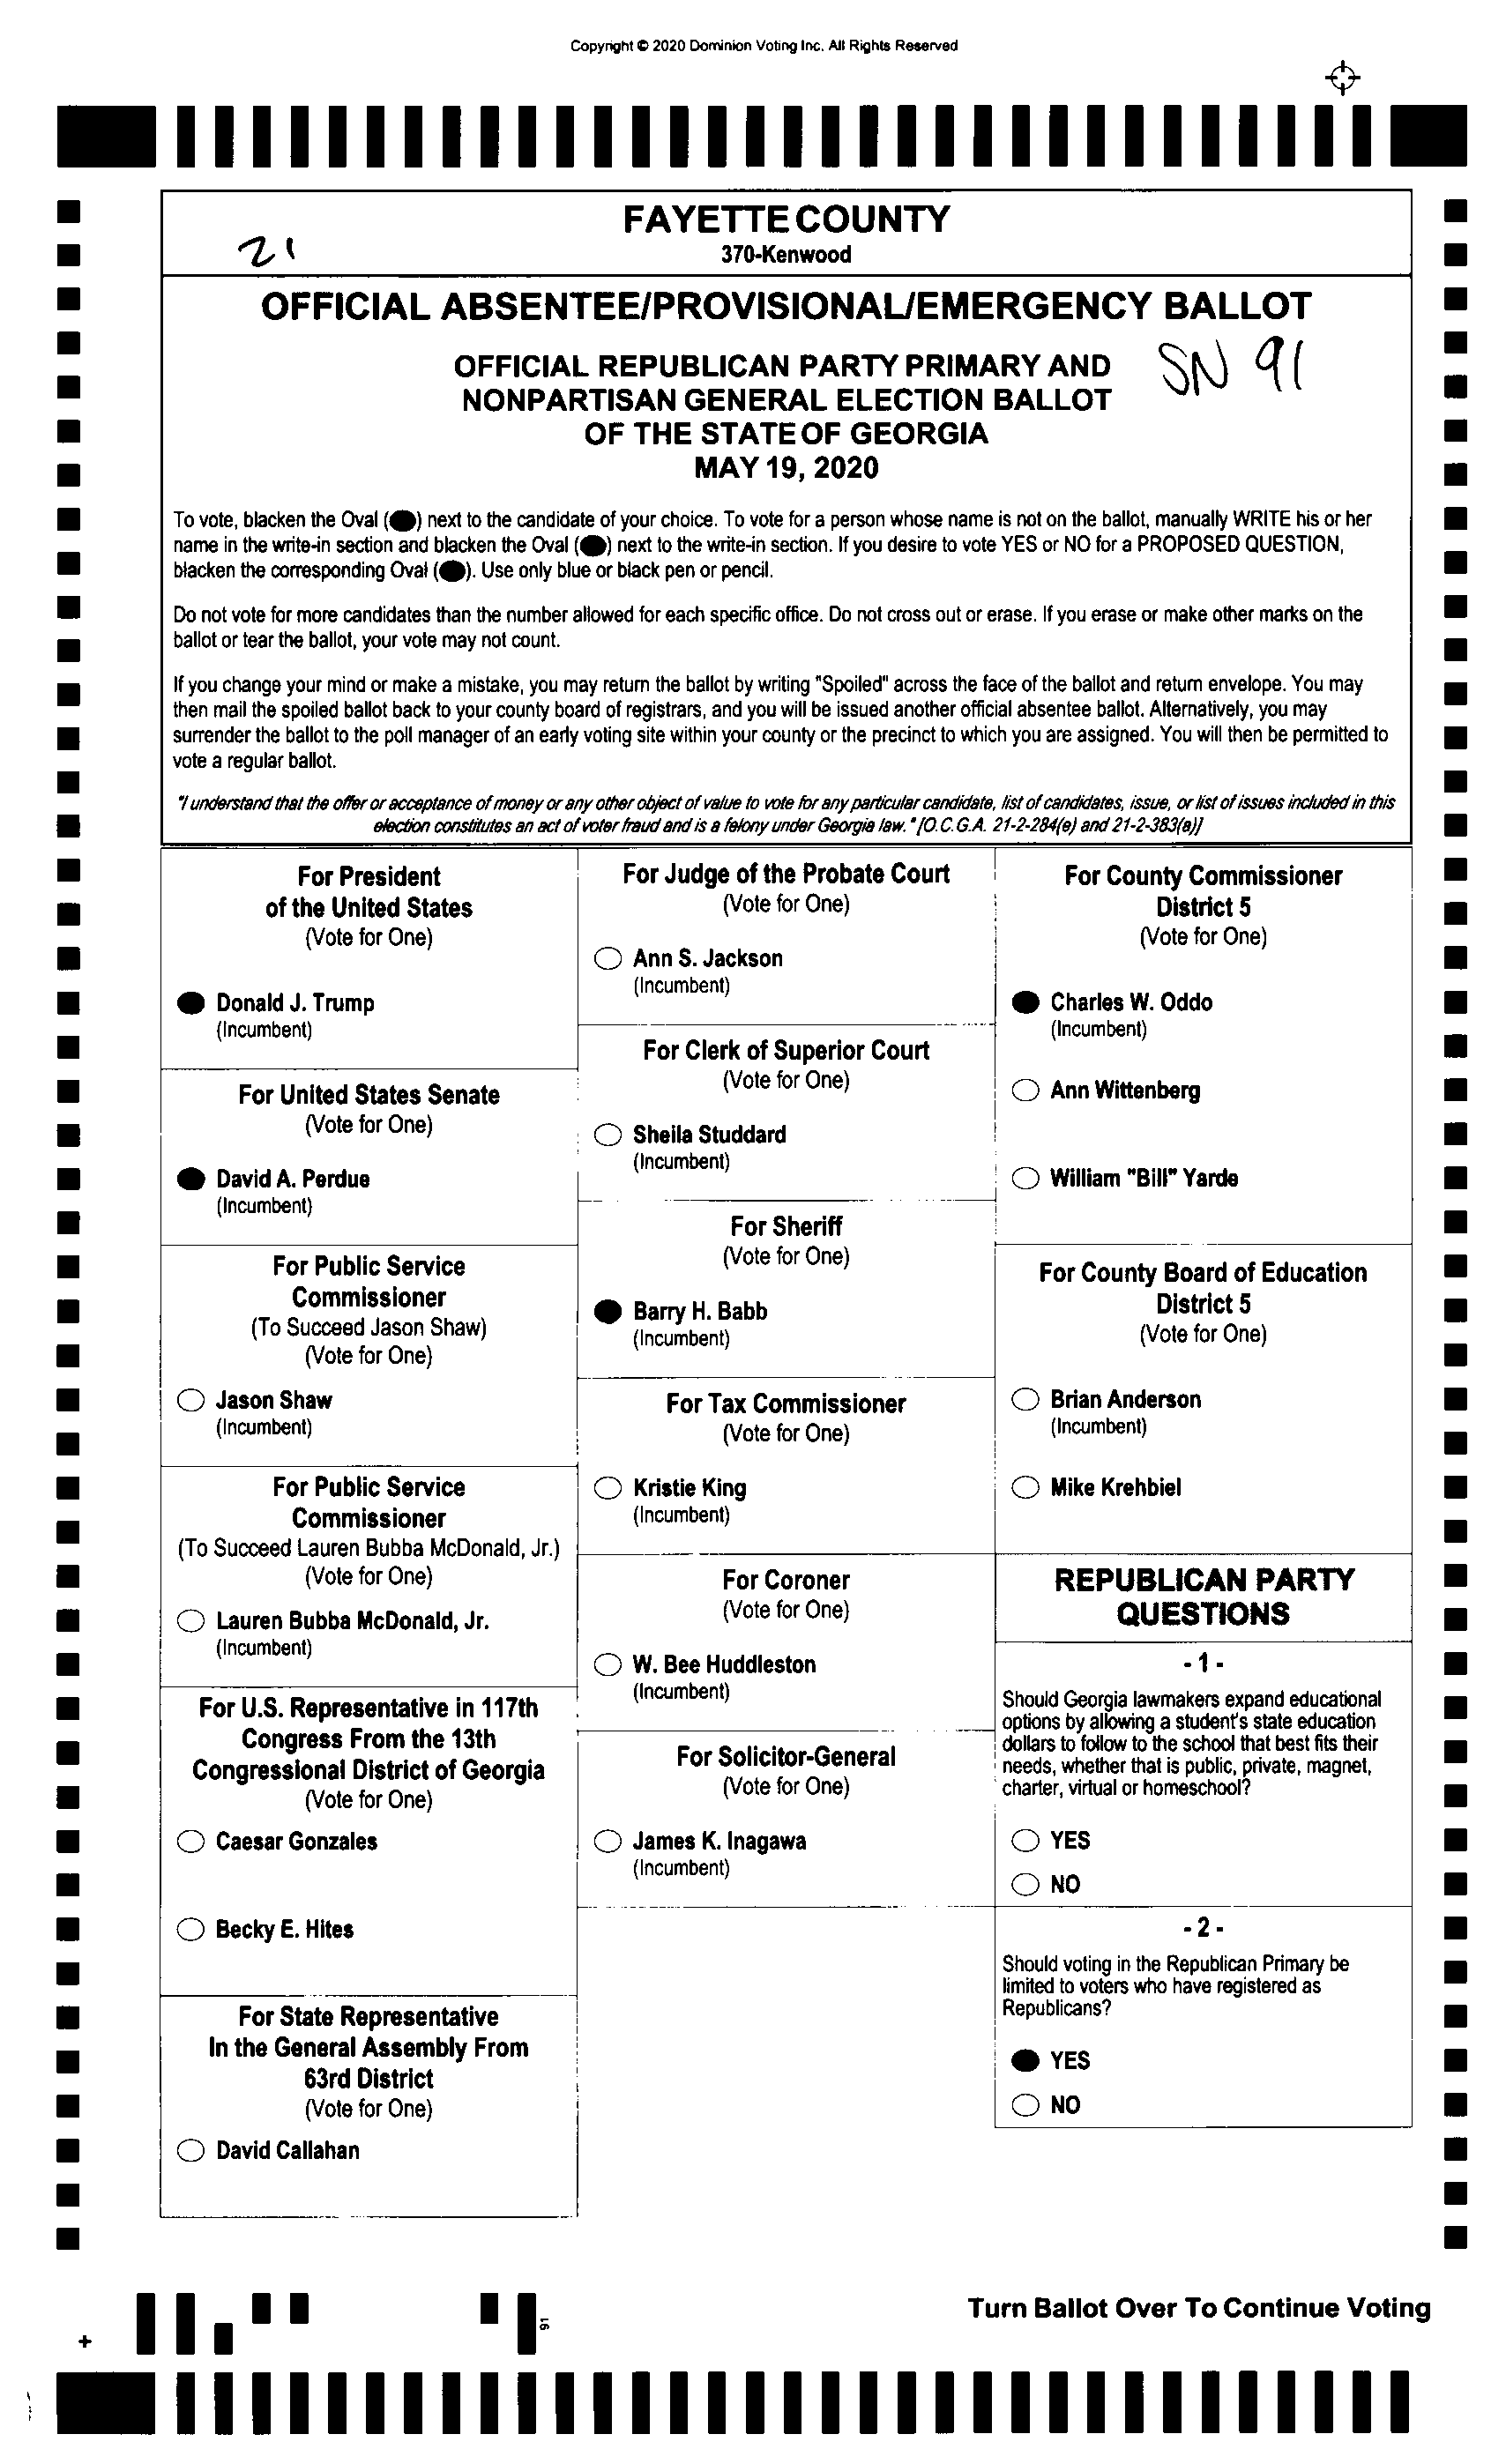 Copyright © 2020 Dominion Voting Inc. All Rights Reserved
FAYETTE COUNTY
21
370-Kenwood
OFFICIAL ABSENTEE/PROVISIONAL/EMERGENCY BALLOT
OFFICIAL REPUBLICAN PARTY PRIMARY AND
SN 91
NONPARTISAN GENERAL ELECTION BALLOT
OF THE STATE OF GEORGIA
MAY 19, 2020
To vote, blacken the Oval ( ) next to the candidate of your choice. To vote for a person whose name is not on the ballot, manually WRITE his or her
name in the write-in section and blacken the Oval ( ) next to the write-in section. If you desire to vote YES or NO for a PROPOSED QUESTION,
blacken the corresponding Oval ( ). Use only blue or black pen or pencil.
Do not vote for more candidates than the number allowed for each specific office. Do not cross out or erase. If you erase or make other marks on the
ballot or tear the ballot, your vote may not count.
If you change your mind or make a mistake, you may return the ballot by writing "Spoiled" across the face of the ballot and return envelope. You may
then mail the spoiled ballot back to your county board of registrars, and you will be issued another official absentee ballot. Alternatively, you may
surrender the ballot to the poll manager of an early voting site within your county or the precinct to which you are assigned. You will then be permitted to
vote a regular ballot.
"I understand that the offer or acceptance of money or any other object of value to vote for any particular candidate, list of candidates, issue, or list of issues included in this
election constitutes an act of voter fraud and is a felony under Georgia law." [O.C.G.A. 21-2-284(e) and 21-2-383(a)]
For President
of the United States
(Vote for One)
Donald J. Trump
(Incumbent)
For United States Senate
(Vote for One)
David A. Perdue
(Incumbent)
For Public Service
Commissioner
(To Succeed Jason Shaw)
(Vote for One)
Jason Shaw
(Incumbent)
For Public Service
Commissioner
(To Succeed Lauren Bubba McDonald, Jr.)
(Vote for One)
Lauren Bubba McDonald, Jr.
(Incumbent)
For U.S. Representative in 117th
Congress From the 13th
Congressional District of Georgia
(Vote for One)
Caesar Gonzales
Becky E. Hites
For State Representative
In the General Assembly From
63rd District
(Vote for One)
David Callahan
For Judge of the Probate Court
(Vote for One)
Ann S. Jackson
(Incumbent)
For Clerk of Superior Court
(Vote for One)
Sheila Studdard
(Incumbent)
For Sheriff
(Vote for One)
Barry H. Babb
(Incumbent)
For Tax Commissioner
(Vote for One)
Kristie King
(Incumbent)
For Coroner
(Vote for One)
W. Bee Huddleston
(Incumbent)
For Solicitor-General
(Vote for One)
James K. Inagawa
(Incumbent)
For County Commissioner
District 5
(Vote for One)
Charles W. Oddo
(Incumbent)
Ann Wittenberg
William "Bill" Yarde
For County Board of Education
District 5
(Vote for One)
Brian Anderson
(Incumbent)
Mike Krehbiel
REPUBLICAN PARTY
QUESTIONS
- 1 -
Should Georgia lawmakers expand educational
options by allowing a student's state education
dollars to follow to the school that best fits their
needs, whether that is public, private, magnet,
charter, virtual or homeschool?
YES
NO
- 2 -
Should voting in the Republican Primary be
limited to voters who have registered as
Republicans?
YES
NO
Turn Ballot Over To Continue Voting
91
+